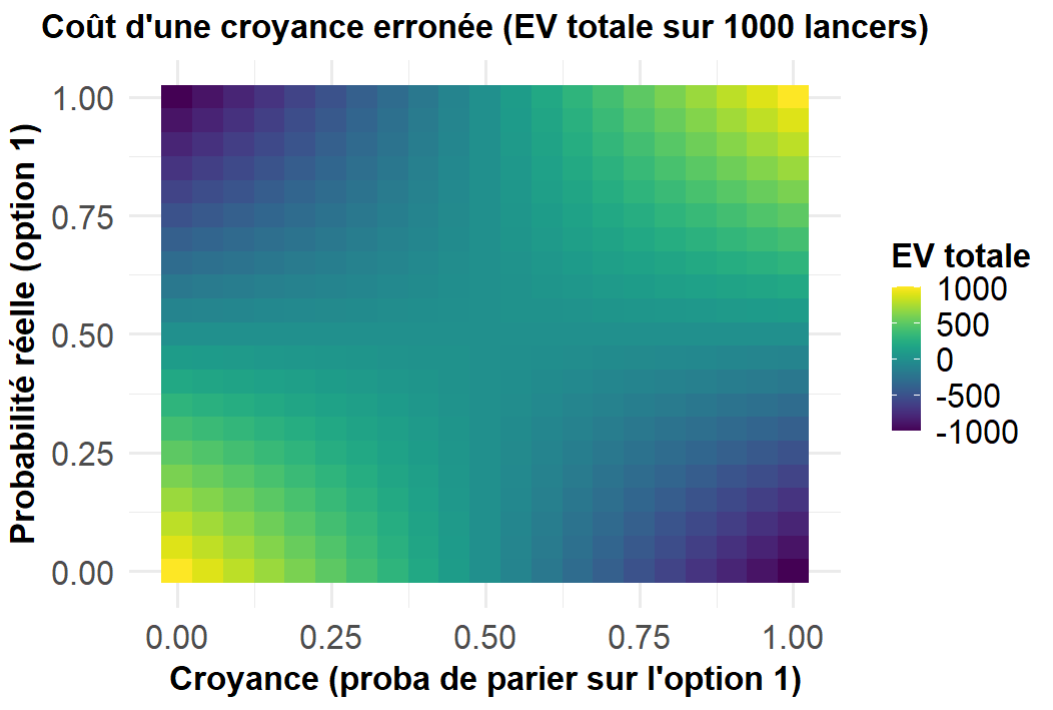 Coût d'une croyance erronée (EV totale sur 1000 lancers)
Probabilité réelle (option 1)
1.00
0.75
0.50
0.25
0.00
0.00 0.25 0.50 0.75 1.00
Croyance (proba de parier sur l'option 1)
EV totale
1000
500
0
-500
-1000